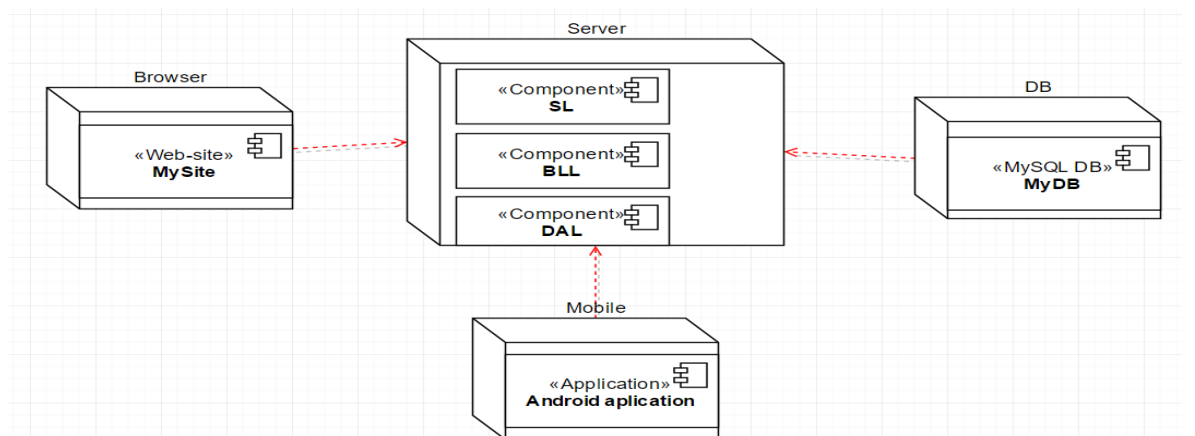 Server
«Component»
SL
«Component»
BLL
«Component»
DAL
Browser
«Web-site»
MySite
DB
«MySQL DB»
MyDB
Mobile
«Application»
Android aplication